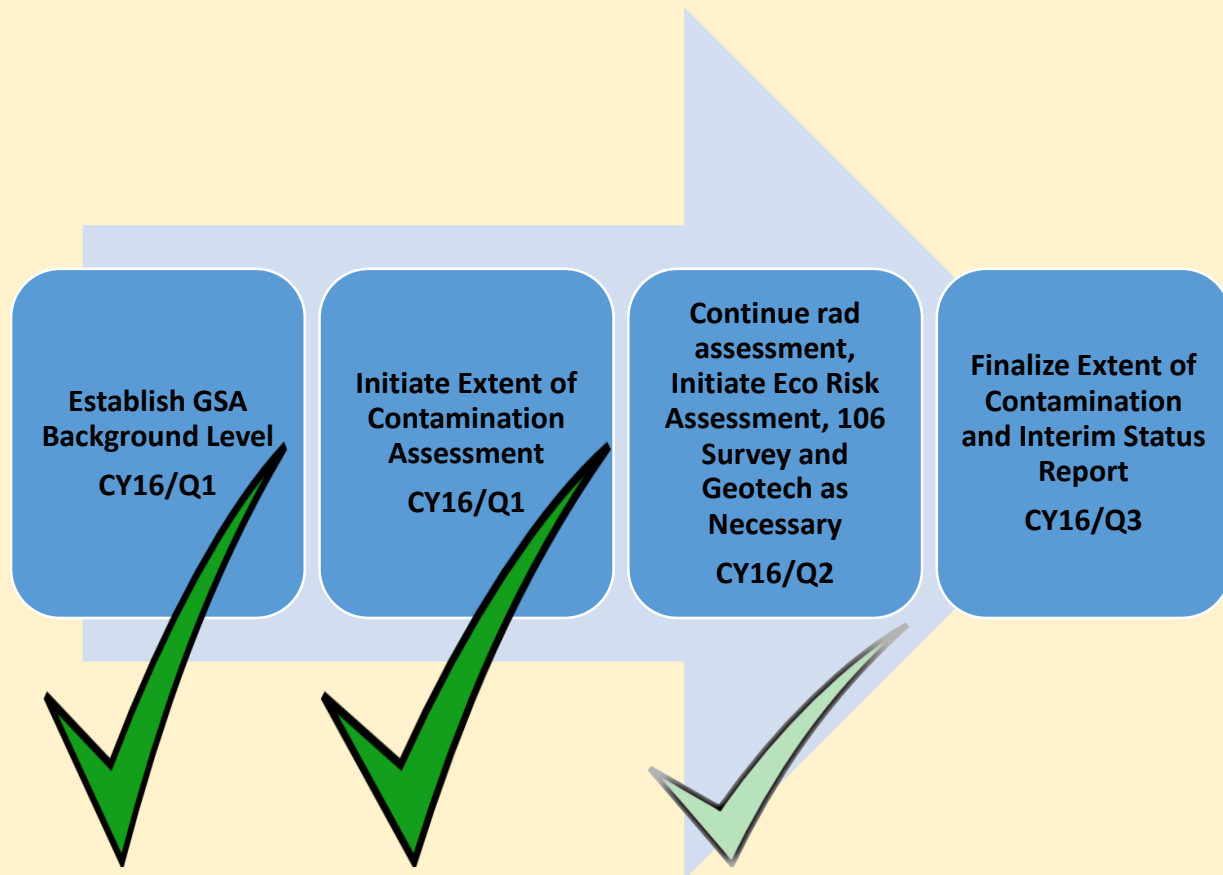 Establish GSA
Background Level
CY16/Q1
Initiate Extent of
Contamination
Assessment
CY16/Q1
Continue rad
assessment,
Initiate Eco Risk
Assessment, 106
Survey and
Geotech as
Necessary
CY16/Q2
Finalize Extent of
Contamination
and Interim Status
Report
CY16/Q3